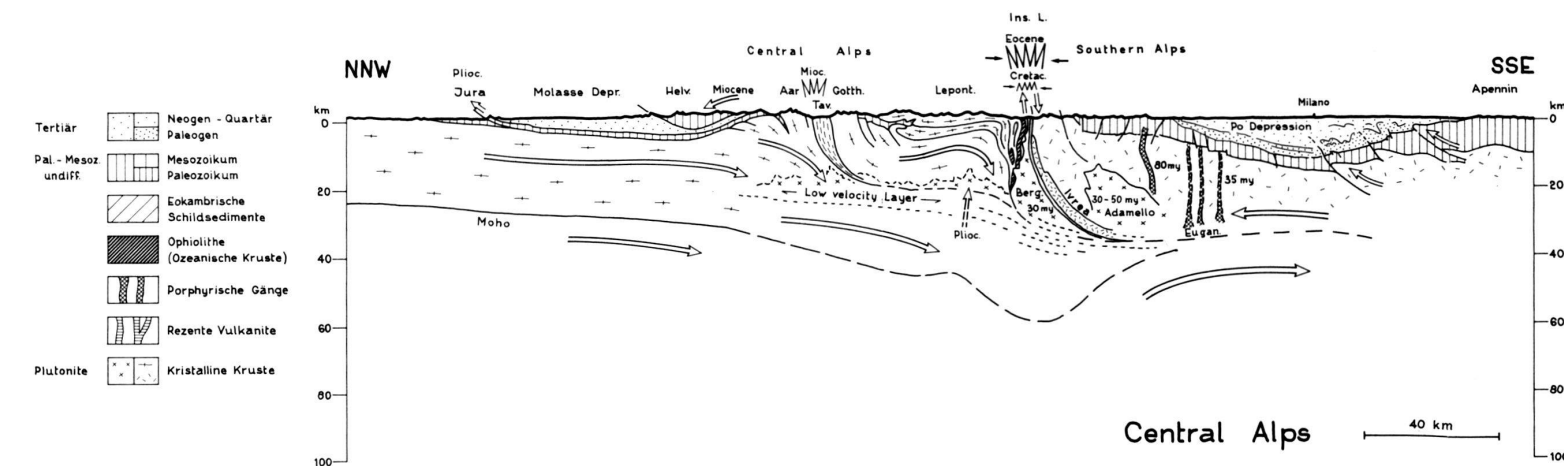 Ins. L.
Eocene
Central Alps
Southern Alps
NNW
SSE
Plioc.
Mioc.
Cretac.
Jura
Molasse Depr.
Helv.
Miocene
Aar
Gotth.
Lepont.
Milano
Apennin
Tav.
km
km
0
20
40
60
80
100
0
20
40
60
80
100
Po Depression
80 my
35 my
Low velocity Layer
Berg.
30 my
Ivrea
30-50 my
Adamello
Eugan.
Moho
Plioc.
Tertiär
Neogen - Quartär
Paleogen
Pal.- Mesoz.
undiff.
Mesozoikum
Paleozoikum
Eokambrische
Schildsedimente
Ophiolithe
(Ozeanische Kruste)
Porphyrische Gänge
Rezente Vulkanite
Plutonite
Kristalline Kruste
Central Alps
40 km